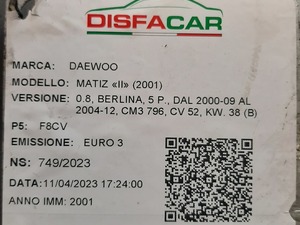 DISFACAR
MARCA: DAEWOO
MODELLO: MATIZ «II» (2001)
VERSIONE: 0.8, BERLINA, 5 P., DAL 2000-09 AL
2004-12, CM3 796, CV 52, KW. 38 (B)
P5: F8CV
EMISSIONE: EURO 3
NS: 749/2023
DATA:11/04/2023 17:24:00
ANNO IMM: 2001